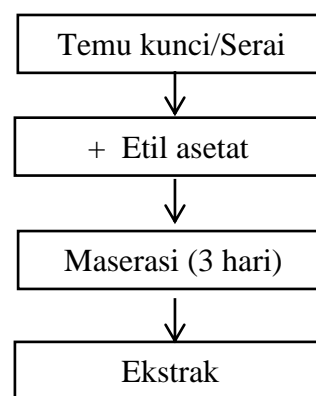 Temu kunci/Serai
+ Etil asetat
Maserasi (3 hari)
Ekstrak